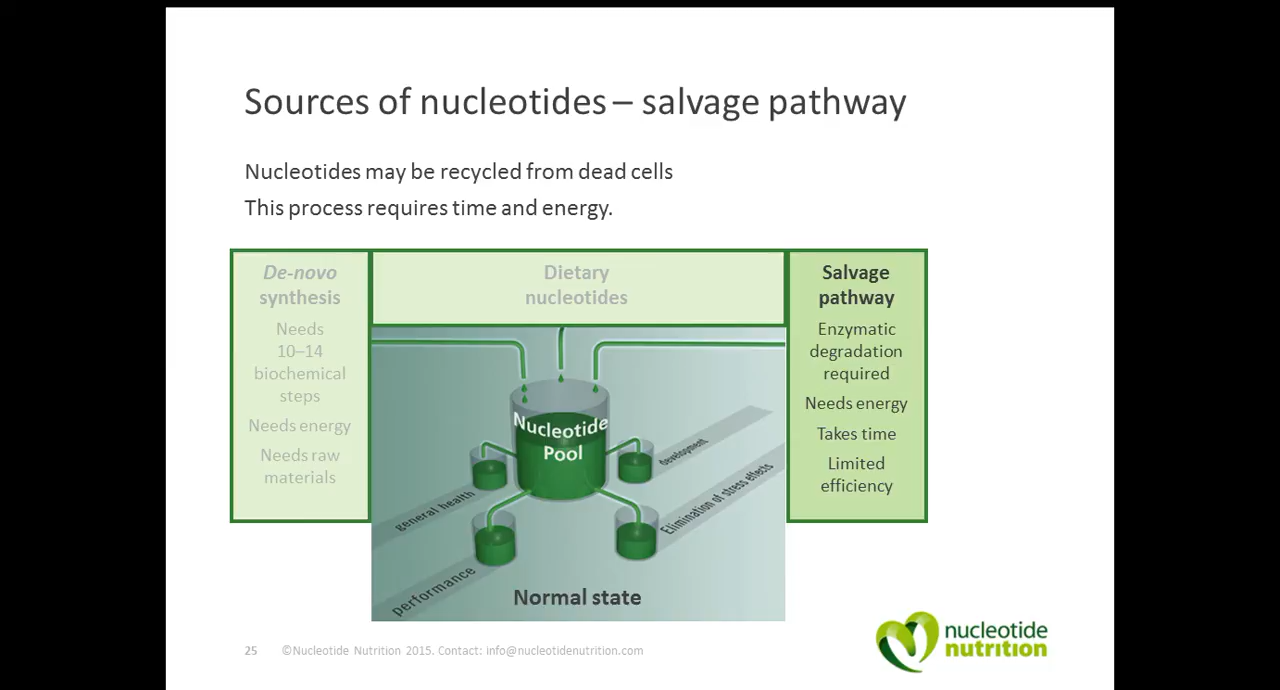 Sources of nucleotides – salvage pathway
Nucleotides may be recycled from dead cells
This process requires time and energy.
De-novo
synthesis
Needs
10–14
biochemical
steps
Needs energy
Needs raw
materials
Dietary
nucleotides
Nucleotide
Pool
general health
development
performance
Elimination of stress effects
Normal state
Salvage
pathway
Enzymatic
degradation
required
Needs energy
Takes time
Limited
efficiency
25 ©Nucleotide Nutrition 2015. Contact: info@nucleotidenutrition.com
nucleotide
nutrition